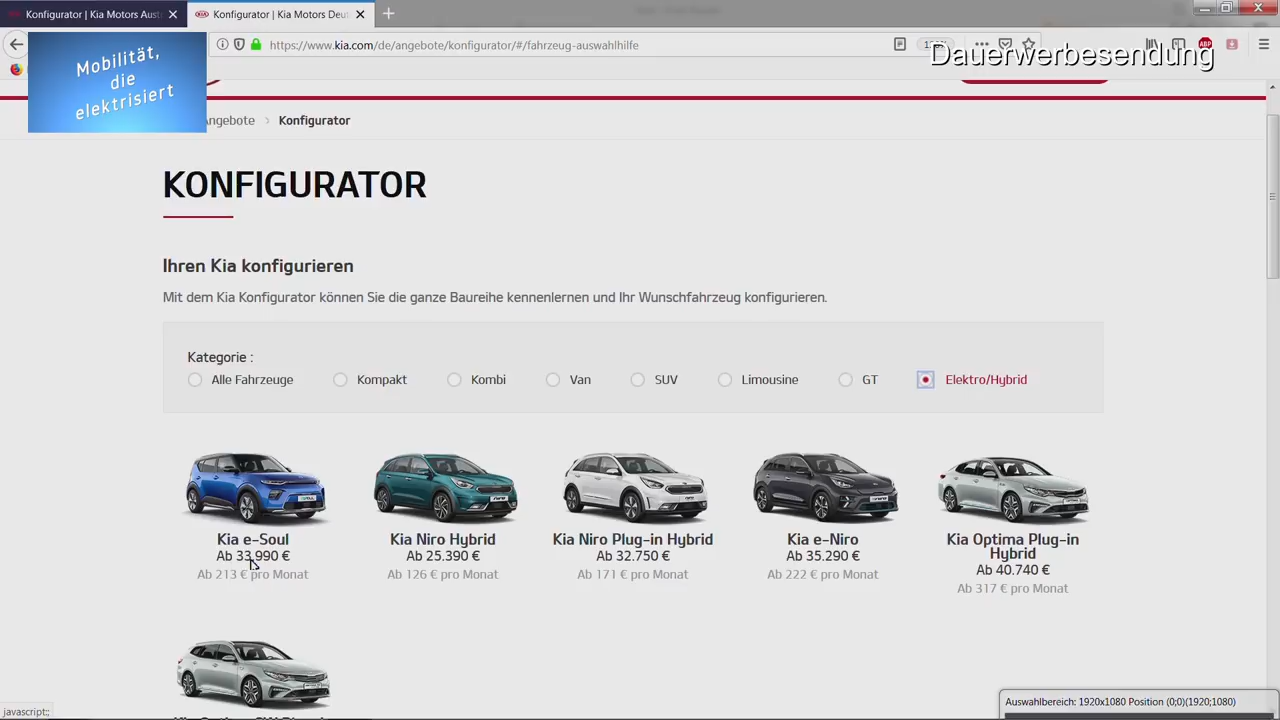 Konfigurator | Kia Motors Aust
Konfigurator | Kia Motors Deut
https://www.kia.com/de/angebote/konfigurator/#/fahrzeug-auswahlhilfe
ABP
Dauerwerbesendung
Mobilität,
die
elektrisiert
Angebote > Konfigurator
KONFIGURATOR
Ihren Kia konfigurieren
Mit dem Kia Konfigurator können Sie die ganze Baureihe kennenlernen und Ihr Wunschfahrzeug konfigurieren.
Kategorie :
Alle Fahrzeuge Kompakt Kombi Van SUV Limousine GT Elektro/Hybrid
Kia e-Soul
Ab 33.990 €
Ab 213 € pro Monat
Kia Niro Hybrid
Ab 25.390 €
Ab 126 € pro Monat
Kia Niro Plug-in Hybrid
Ab 32.750 €
Ab 171 € pro Monat
Kia e-Niro
Ab 35.290 €
Ab 222 € pro Monat
Kia Optima Plug-in
Hybrid
Ab 40.740 €
Ab 317 € pro Monat
javascript:;
Auswahlbereich: 1920x1080 Position (0;0)(1920;1080)